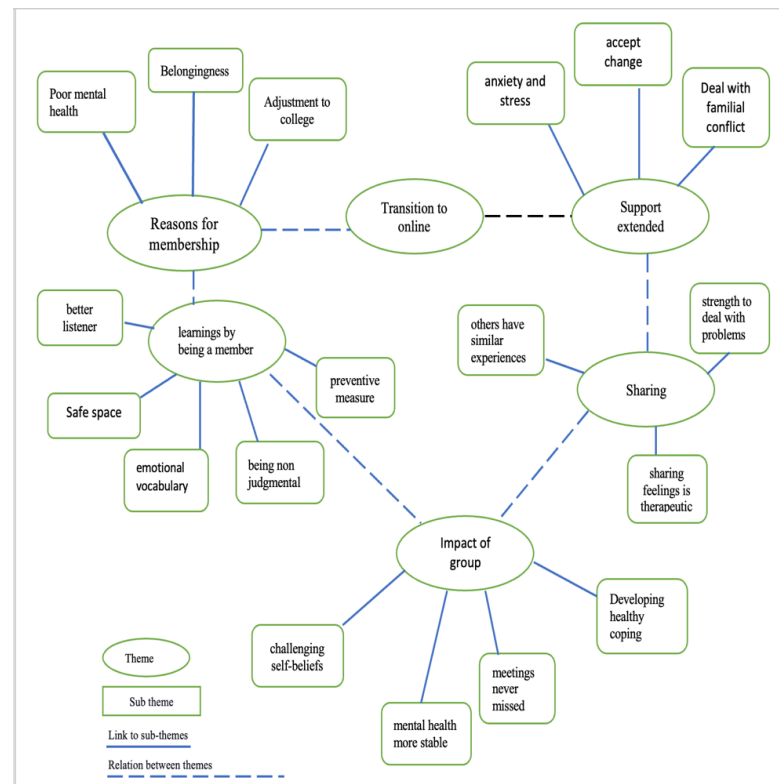 Poor mental
health
Belongingness
Adjustment to
college
anxiety and
stress
accept
change
Deal with
familial
conflict
Reasons for
membership
Transition to
online
Support
extended
better
listener
learnings by
being a member
Safe space
emotional
vocabulary
being non
judgmental
preventive
measure
others have
similar
experiences
strength to
deal with
problems
Sharing
sharing
feelings is
therapeutic
Impact of
group
challenging
self-beliefs
mental health
more stable
meetings
never
missed
Developing
healthy
coping
Theme
Sub theme
Link to sub-themes
Relation between themes